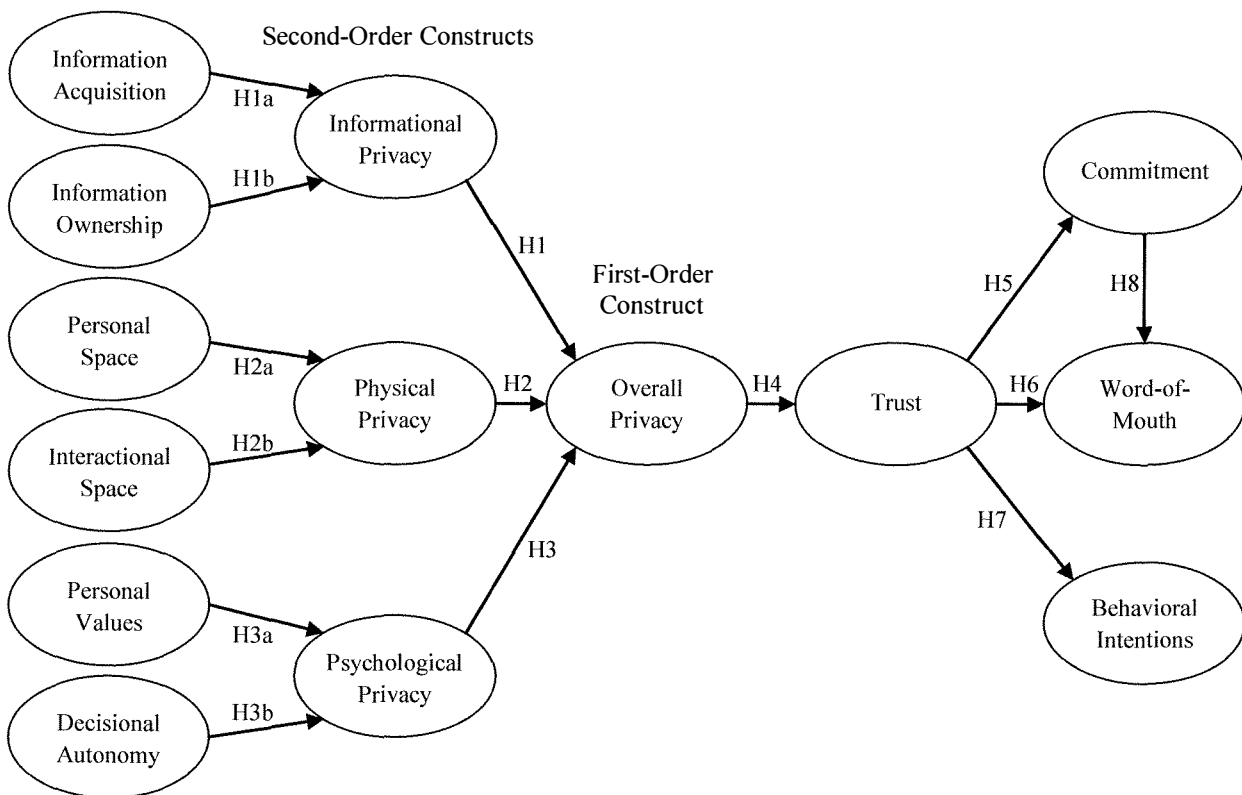 Second-Order Constructs
Information
Acquisition
H1a
Informational
Privacy
Information
Ownership
H1b
H1
First-Order
Construct
Personal
Space
H2a
Physical
Privacy
Interactional
Space
H2b
H2
Overall
Privacy
H4
Trust
Personal
Values
H3a
Psychological
Privacy
Decisional
Autonomy
H3b
H3
H5
Commitment
H8
H6
Word-of-
Mouth
H7
Behavioral
Intentions